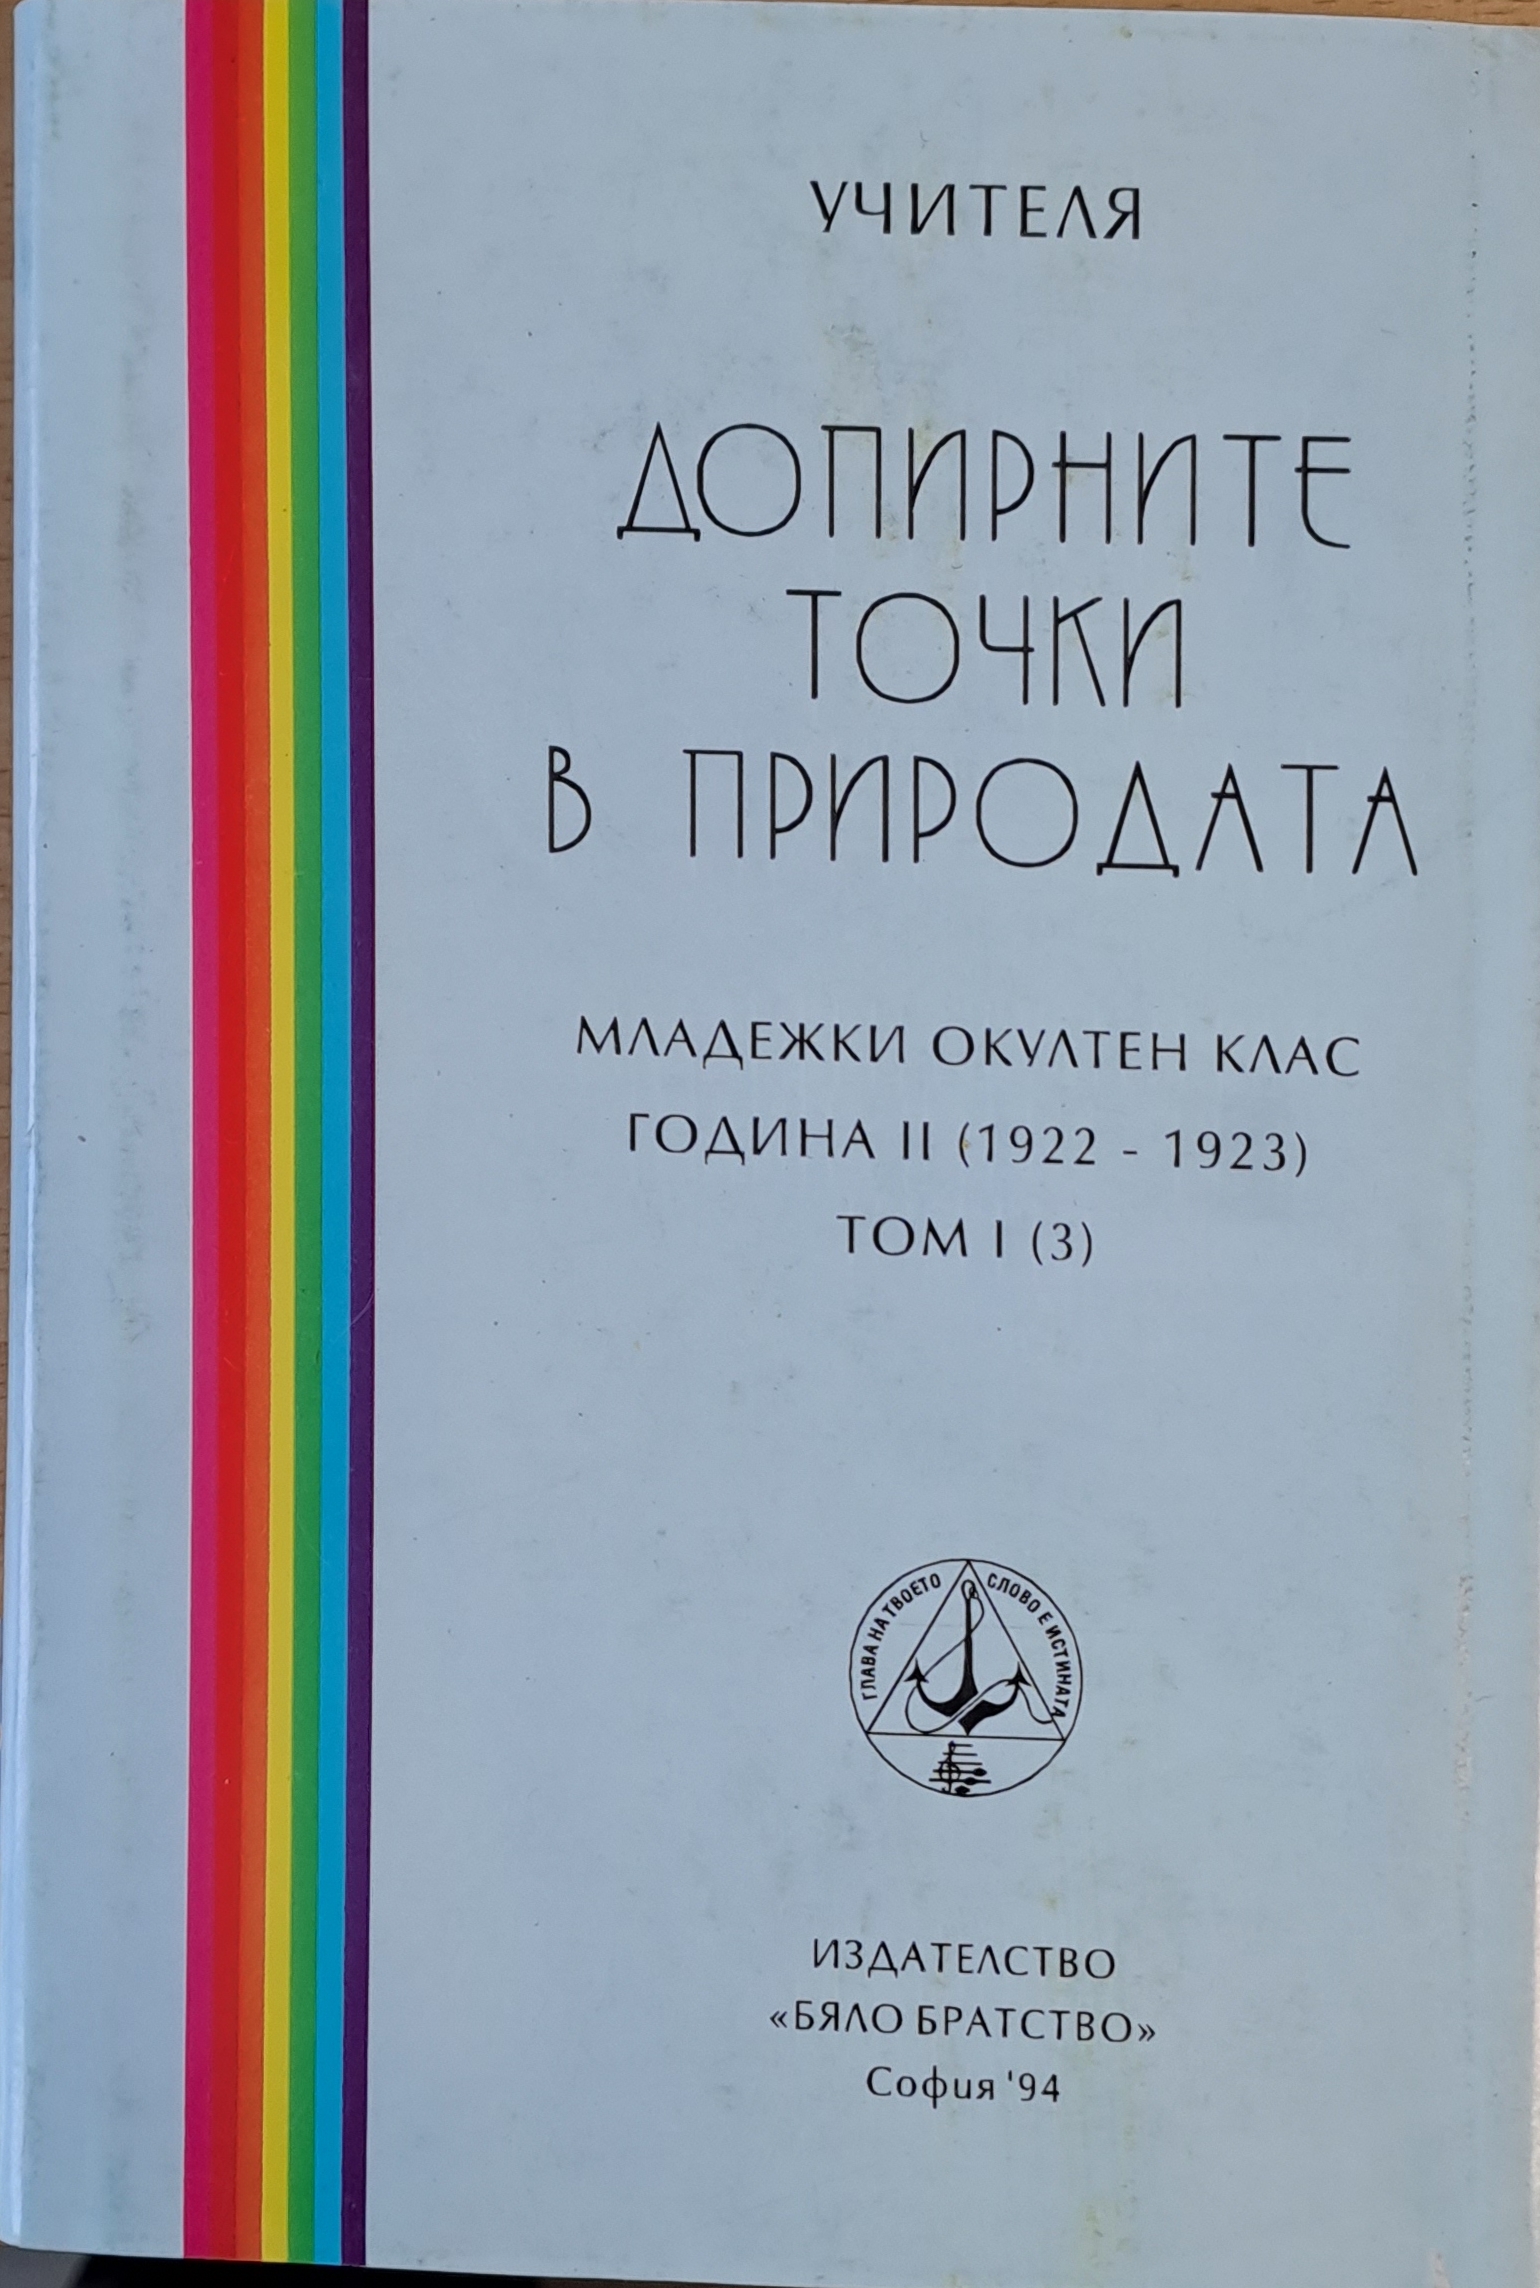 УЧИТЕЛЯ
ДОПИРНИТЕ
ТОЧКИ
В ПРИРОДАТА
МЛАДЕЖКИ ОКУЛТЕН КЛАС
ГОДИНА II (1922 - 1923)
ТОМ I (3)
ГЛАВА НА ТВОЕТО СЛОВО Е ИСТИНАТА
ИЗДАТЕЛСТВО
«БЯЛО БРАТСТВО»
София '94